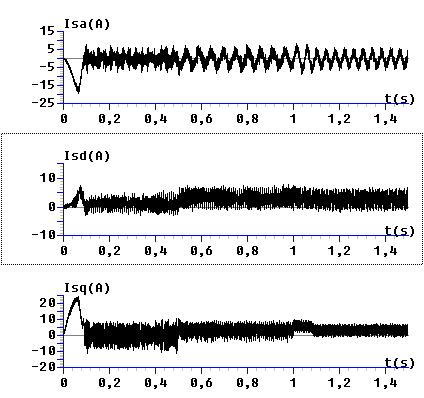 Isa(A)
15
5
-5
-15
-25
t(s)
0 0,2 0,4 0,6 0,8 1 1,2 1,4
Isd(A)
10
0
-10
t(s)
0 0,2 0,4 0,6 0,8 1 1,2 1,4
Isq(A)
20
10
0
-10
-20
t(s)
0 0,2 0,4 0,6 0,8 1 1,2 1,4